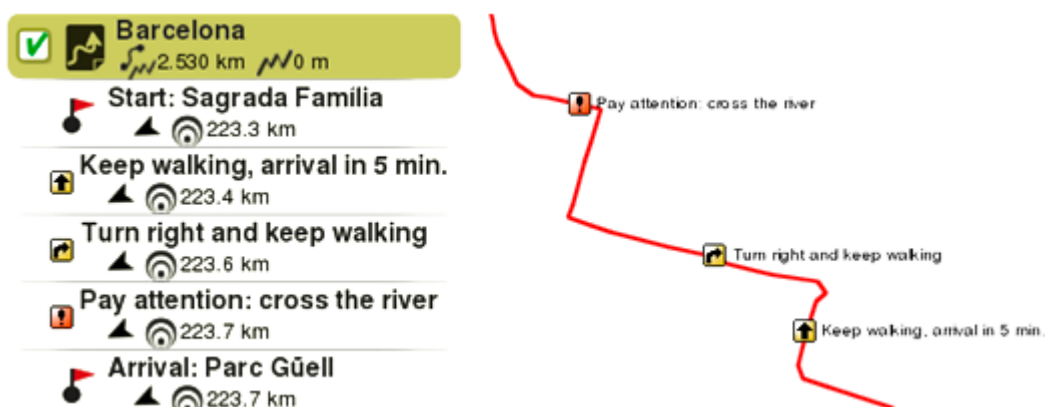 Barcelona
2.530 km 0 m
Start: Sagrada Família
223.3 km
Keep walking, arrival in 5 min.
223.4 km
Turn right and keep walking
223.6 km
Pay attention: cross the river
223.7 km
Arrival: Parc Gűell
223.7 km
Pay attention: cross the river
Turn right and keep walking
Keep walking, arrival in 5 min.